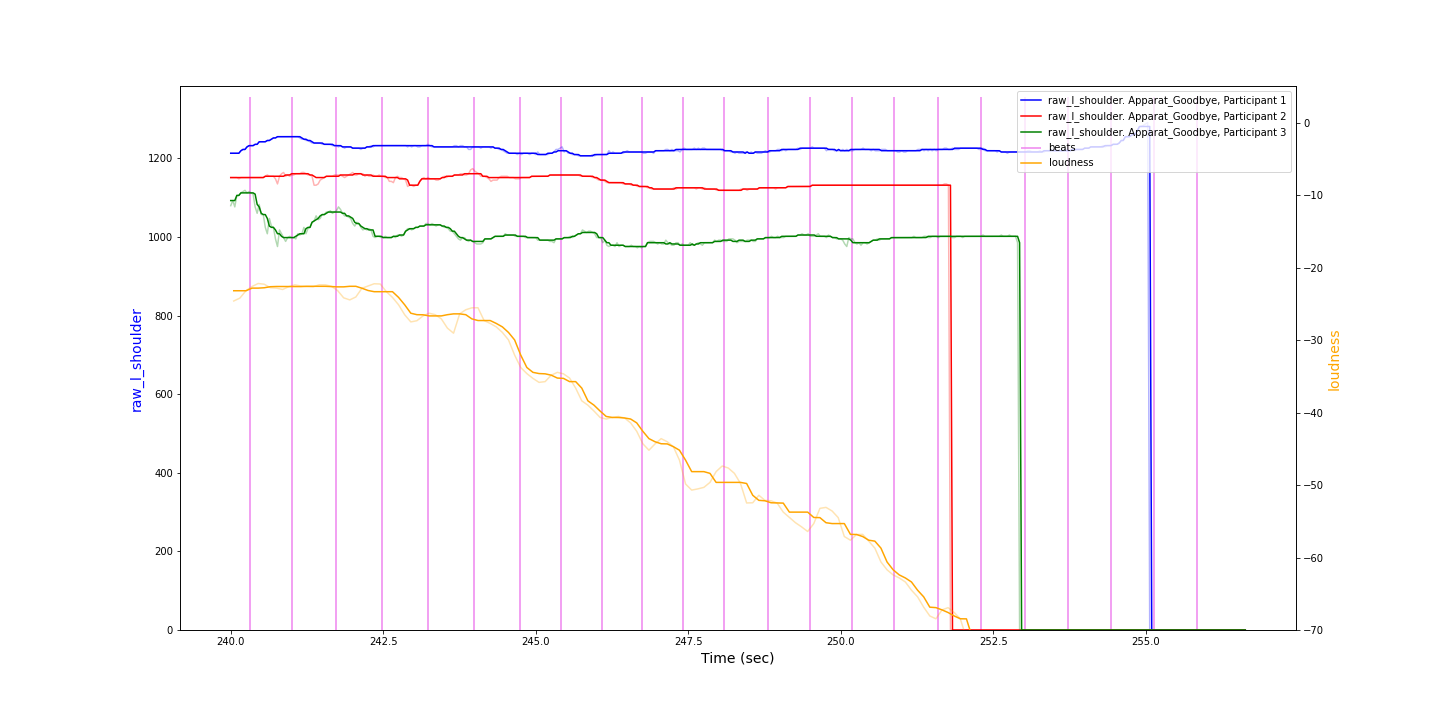 raw_l_shoulder. Apparat_Goodbye, Participant 1
raw_l_shoulder. Apparat_Goodbye, Participant 2
raw_l_shoulder. Apparat_Goodbye, Participant 3
beats
loudness
1200
1000
800
600
400
200
0
raw_l_shoulder
0
−10
−20
−30
−40
−50
−60
−70
loudness
240.0 242.5 245.0 247.5 250.0 252.5 255.0
Time (sec)